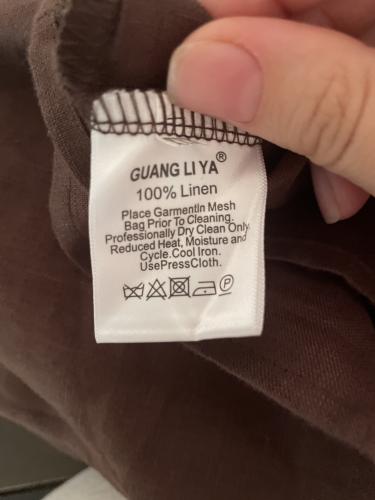 GUANG LI YA®
100% Linen
Place GarmentIn Mesh
Bag Prior To Cleaning.
Professionally Dry Clean Only.
Reduced Heat, Moisture and
Cycle.Cool Iron.
UsePressCloth.
P